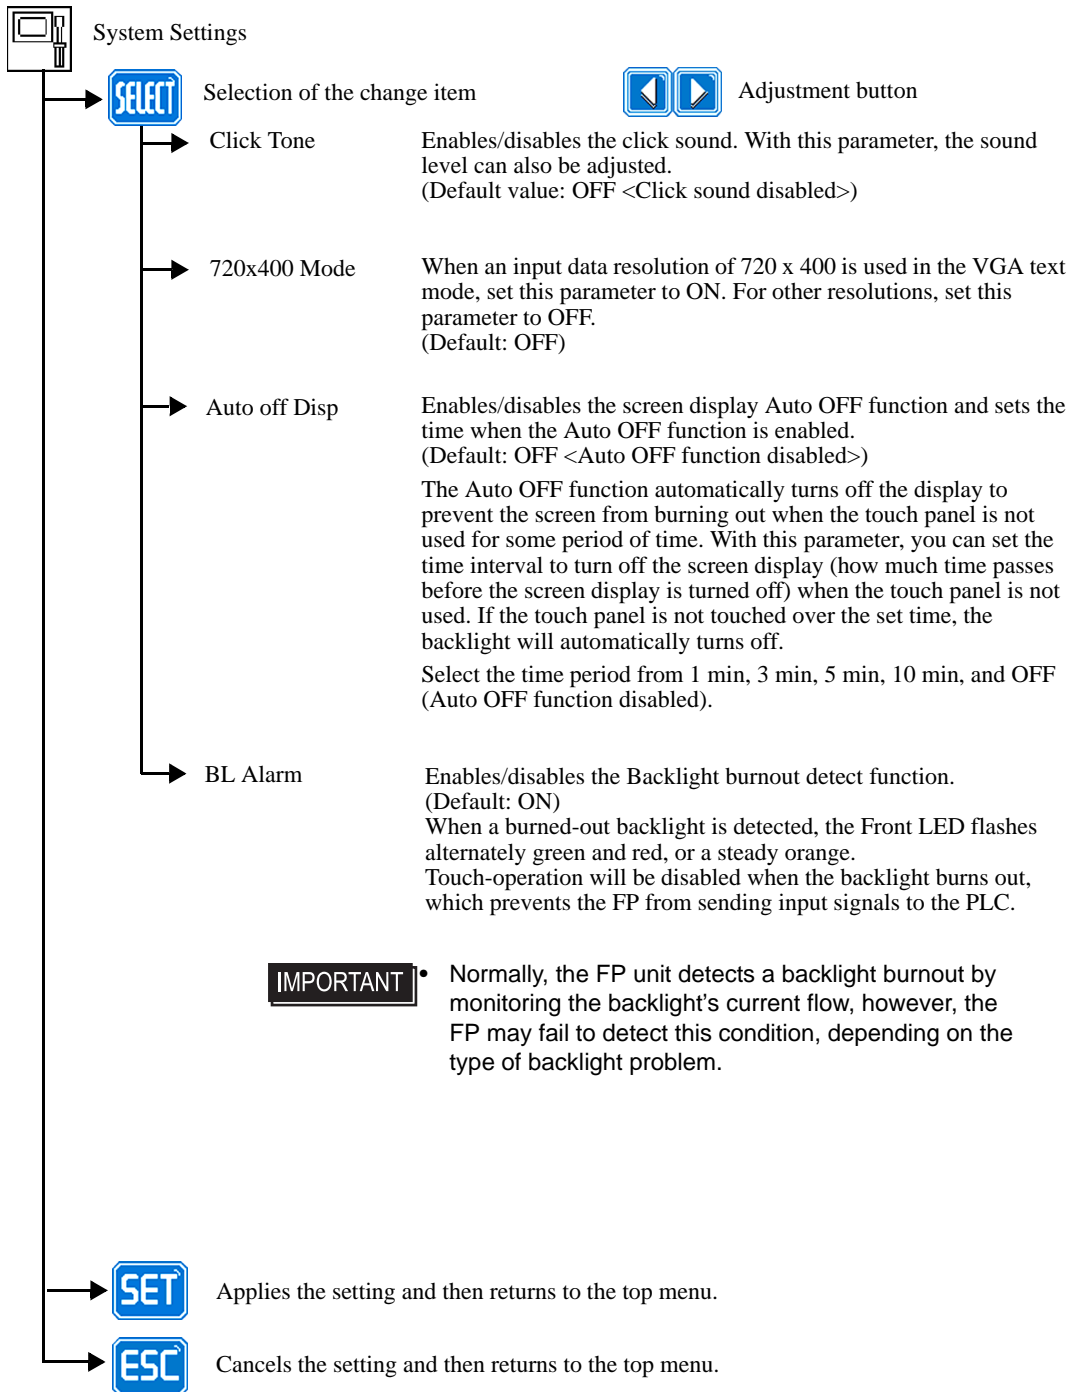 System Settings
SELECT Selection of the change item Adjustment button
Click Tone Enables/disables the click sound. With this parameter, the sound
level can also be adjusted.
(Default value: OFF <Click sound disabled>)
720x400 Mode When an input data resolution of 720 x 400 is used in the VGA text
mode, set this parameter to ON. For other resolutions, set this
parameter to OFF.
(Default: OFF)
Auto off Disp Enables/disables the screen display Auto OFF function and sets the
time when the Auto OFF function is enabled.
(Default: OFF <Auto OFF function disabled>)
The Auto OFF function automatically turns off the display to
prevent the screen from burning out when the touch panel is not
used for some period of time. With this parameter, you can set the
time interval to turn off the screen display (how much time passes
before the screen display is turned off) when the touch panel is not
used. If the touch panel is not touched over the set time, the
backlight will automatically turns off.
Select the time period from 1 min, 3 min, 5 min, 10 min, and OFF
(Auto OFF function disabled).
BL Alarm Enables/disables the Backlight burnout detect function.
(Default: ON)
When a burned-out backlight is detected, the Front LED flashes
alternately green and red, or a steady orange.
Touch-operation will be disabled when the backlight burns out,
which prevents the FP from sending input signals to the PLC.
IMPORTANT • Normally, the FP unit detects a backlight burnout by
monitoring the backlight's current flow, however, the
FP may fail to detect this condition, depending on the
type of backlight problem.
SET Applies the setting and then returns to the top menu.
ESC Cancels the setting and then returns to the top menu.